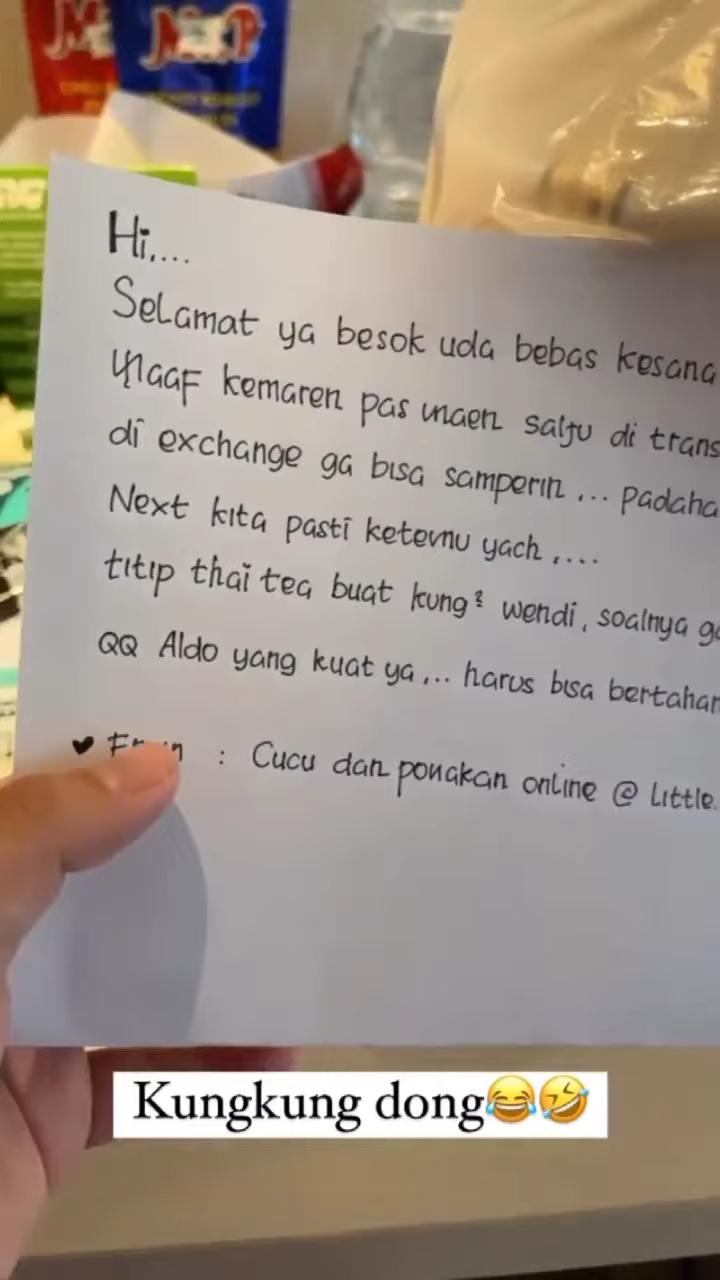 Hi,...
Selamat ya besok uda bebas kesana
Maaf kemaren pas maen salju di trans
di exchange ga bisa samperin ... padaha
Next kita pasti ketemu yach ,...
titip thai tea buat kung² wendi, soalnya ga
QQ Aldo yang kuat ya ,... harus bisa bertahan
♥ : Cucu dan ponakan online @ Little.
Kungkung dong😂🤣